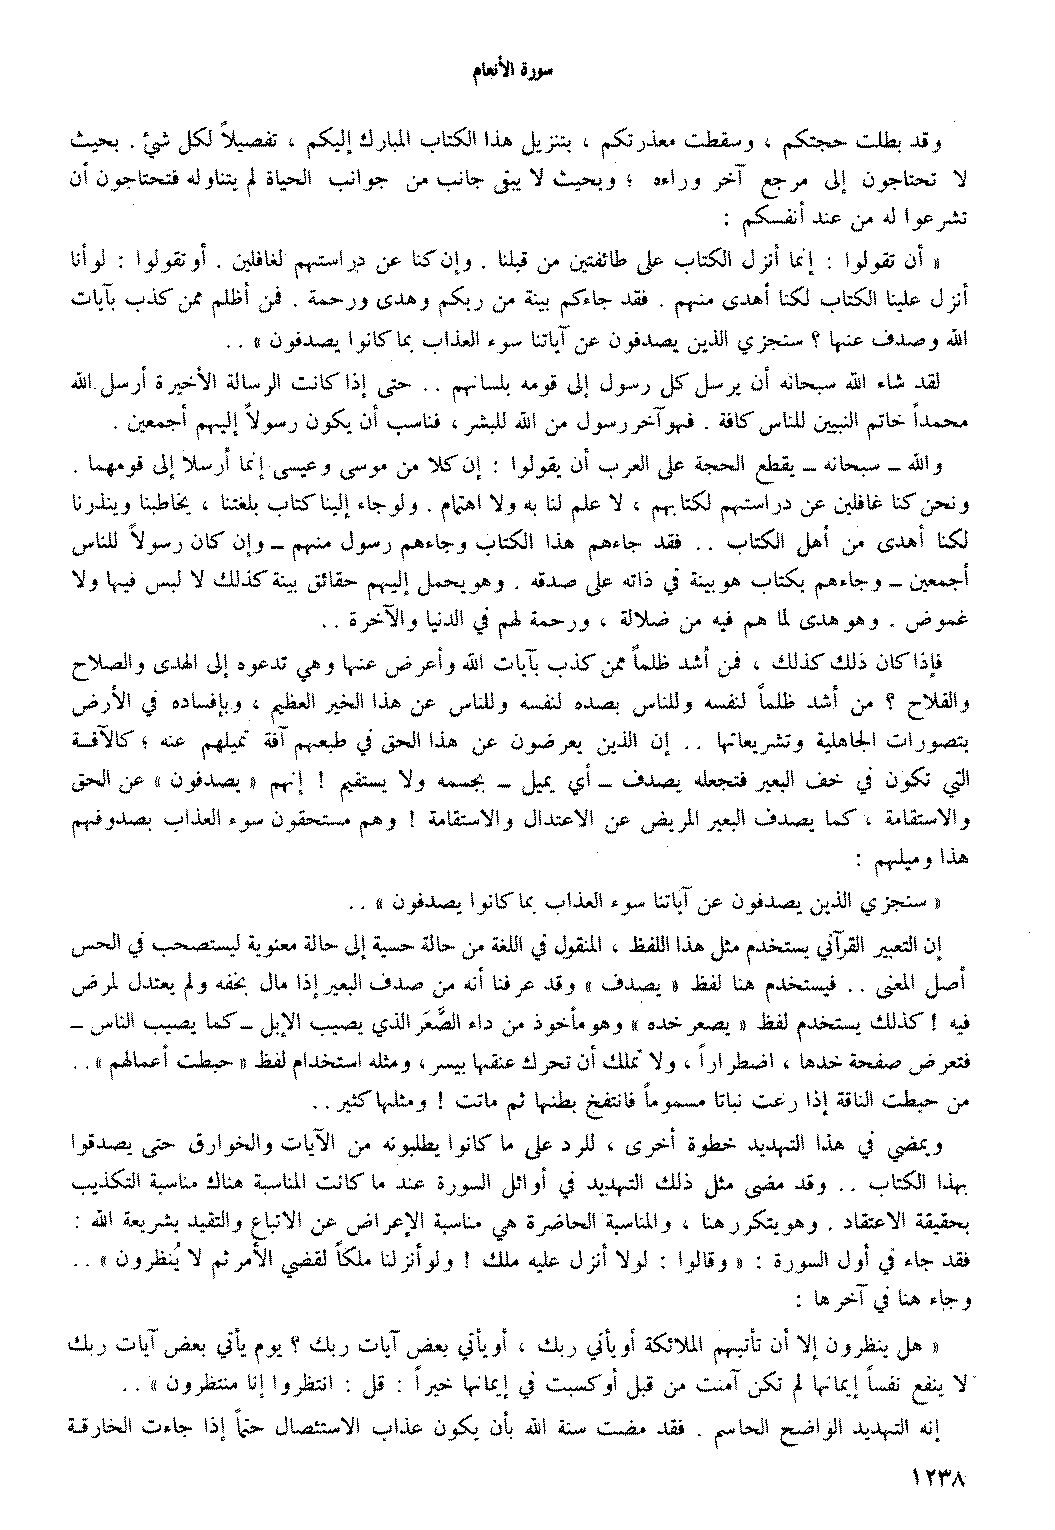 سورة الأنعام
وقد بطلت حجتكم ، وسقطت معذرتكم ، بتنزيل هذا الكتاب المبارك إليكم ، تفصيلاً لكل شيء . بحيث
لا تحتاجون إلى مرجع آخر وراءه ؛ وبحيث لا يبقى جانب من جوانب الحياة لم يتناوله فتحتاجون أن
تشرعوا له من عند أنفسكم :
« أن تقولوا : إنما أنزل الكتاب على طائفتين من قبلنا . وإن كنا عن دراستهم لغافلين . أو تقولوا : لو أنا
أنزل علينا الكتاب لكنا أهدى منهم . فقد جاءكم بينة من ربكم وهدى ورحمة . فمن أظلم ممن كذب بآيات
الله وصدف عنها ؟ سنجزي الذين يصدفون عن آياتنا سوء العذاب بما كانوا يصدفون » ..
لقد شاء الله سبحانه أن يرسل كل رسول إلى قومه بلسانهم .. حتى إذا كانت الرسالة الأخيرة أرسل الله
محمداً خاتم النبيين للناس كافة . فهو آخر رسول من الله للبشر ، فناسب أن يكون رسولاً إليهم أجمعين .
والله – سبحانه – يقطع الحجة على العرب أن يقولوا : إن كلا من موسى وعيسى إنما أرسلا إلى قومهما .
ونحن كنا غافلين عن دراستهم لكتابهم ، لا علم لنا به ولا اهتمام . ولو جاء إلينا كتاب بلغتنا ، يخاطبنا وينذرنا
لكنا أهدى من أهل الكتاب .. فقد جاءهم هذا الكتاب وجاءهم رسول منهم – وإن كان رسولاً للناس
أجمعين – وجاءهم بكتاب هو بينة في ذاته على صدقه . وهو يحمل إليهم حقائق بينة كذلك لا لبس فيها ولا
غموض . وهو هدى لما هم فيه من ضلالة ، ورحمة لهم في الدنيا والآخرة ..
فإذا كان ذلك كذلك ، فمن أشد ظلماً ممن كذب بآيات الله وأعرض عنها وهي تدعوه إلى الهدى والصلاح
والفلاح ؟ من أشد ظلماً لنفسه وللناس بصده لنفسه وللناس عن هذا الخير العظيم ، وبإفساده في الأرض
بتصورات الجاهلية وتشريعاتها .. إن الذين يعرضون عن هذا الحق في طبعهم آفة تميلهم عنه ؛ كالآفة
التي تكون في خف البعير فتجعله يصدف – أي يميل – بجسمه ولا يستقيم ! إنهم « يصدفون » عن الحق
والاستقامة ، كما يصدف البعير المريض عن الاعتدال والاستقامة ! وهم مستحقون سوء العذاب بصدوفهم
هذا وميلهم :
« سنجزي الذين يصدفون عن آياتنا سوء العذاب بما كانوا يصدفون » ..
إن التعبير القرآني يستخدم مثل هذا اللفظ ، المنقول في اللغة من حالة حسية إلى حالة معنوية ليستصحب في الحس
أصل المعنى .. فيستخدم هنا لفظ « يصدف » وقد عرفنا أنه من صدف البعير إذا مال بخفه ولم يعتدل لمرض
فيه ! كذلك يستخدم لفظ « يصعر خده » وهو مأخوذ من داء الصَّعَر الذي يصيب الإبل – كما يصيب الناس –
فتعرض صفحة خدها ، اضطراراً ، ولا تملك أن تحرك عنقها بيسر ، ومثله استخدام لفظ « حبطت أعمالهم » ..
من حبطت الناقة إذا رعت نباتا مسموماً فانتفخ بطنها ثم ماتت ! ومثلها كثير ..
ويمضي في هذا التهديد خطوة أخرى ، للرد على ما كانوا يطلبونه من الآيات والخوارق حتى يصدقوا
بهذا الكتاب .. وقد مضى مثل ذلك التهديد في أوائل السورة عند ما كانت المناسبة هناك مناسبة التكذيب
بحقيقة الاعتقاد . وهو يتكرر هنا ، والمناسبة الحاضرة هي مناسبة الإعراض عن الاتباع والتقيد بشريعة الله :
فقد جاء في أول السورة : « وقالوا : لولا أنزل عليه ملك ! ولو أنزلنا ملكاً لقضي الأمر ثم لا يُنظرون » ..
وجاء هنا في آخرها :
« هل ينظرون إلا أن تأتيهم الملائكة أو يأتي ربك ، أو يأتي بعض آيات ربك ؟ يوم يأتي بعض آيات ربك
لا ينفع نفساً إيمانها لم تكن آمنت من قبل أو كسبت في إيمانها خيراً : قل : انتظروا إنا منتظرون » ..
إنه التهديد الواضح الحاسم . فقد مضت سنة الله بأن يكون عذاب الاستئصال حتماً إذا جاءت الخارقة
١٢٣٨